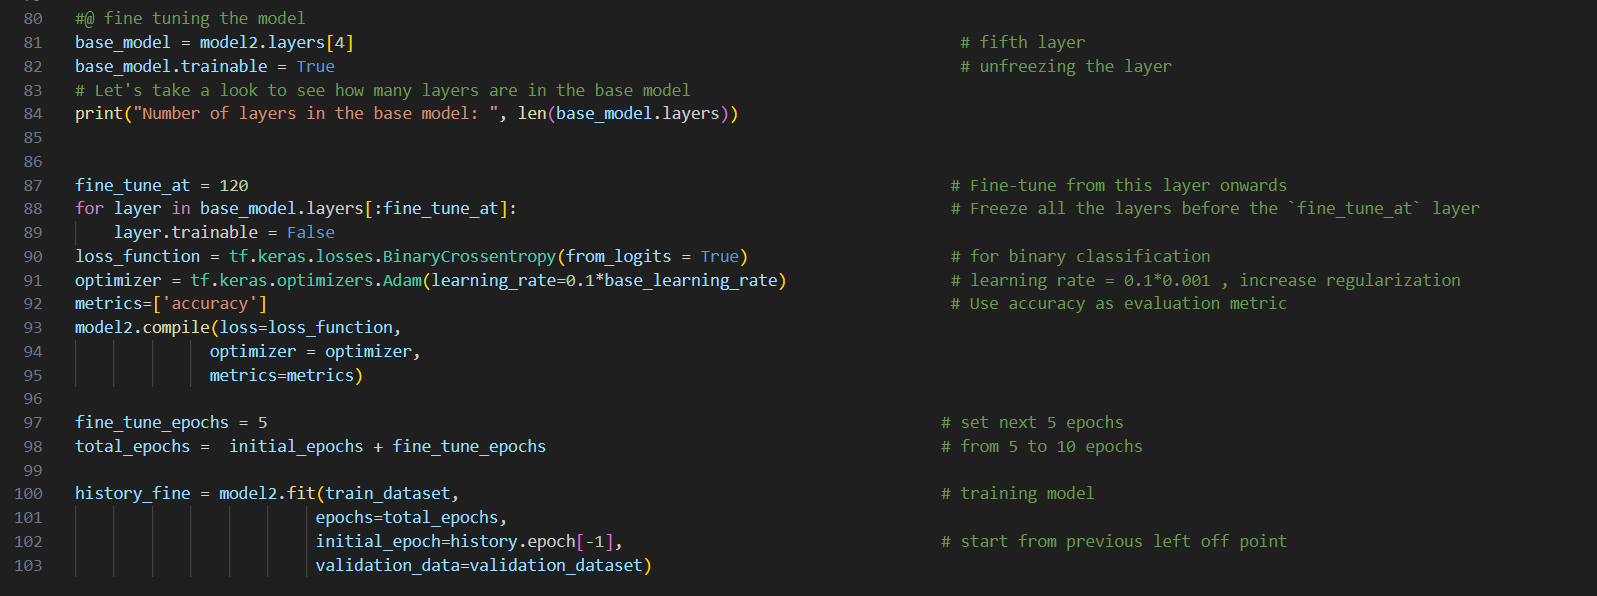 80 #@ fine tuning the model
81 base_model = model2.layers[4] # fifth layer
82 base_model.trainable = True # unfreezing the layer
83 # Let's take a look to see how many layers are in the base model
84 print("Number of layers in the base model: ", len(base_model.layers))
85
86
87 fine_tune_at = 120 # Fine-tune from this layer onwards
88 for layer in base_model.layers[:fine_tune_at]: # Freeze all the layers before the `fine_tune_at` layer
89     layer.trainable = False
90 loss_function = tf.keras.losses.BinaryCrossentropy(from_logits = True) # for binary classification
91 optimizer = tf.keras.optimizers.Adam(learning_rate=0.1*base_learning_rate) # learning rate = 0.1*0.001 , increase regularization
92 metrics=['accuracy'] # Use accuracy as evaluation metric
93 model2.compile(loss=loss_function,
94               optimizer = optimizer,
95               metrics=metrics)
96
97 fine_tune_epochs = 5 # set next 5 epochs
98 total_epochs =  initial_epochs + fine_tune_epochs # from 5 to 10 epochs
99
100 history_fine = model2.fit(train_dataset, # training model
101                          epochs=total_epochs,
102                          initial_epoch=history.epoch[-1], # start from previous left off point
103                          validation_data=validation_dataset)